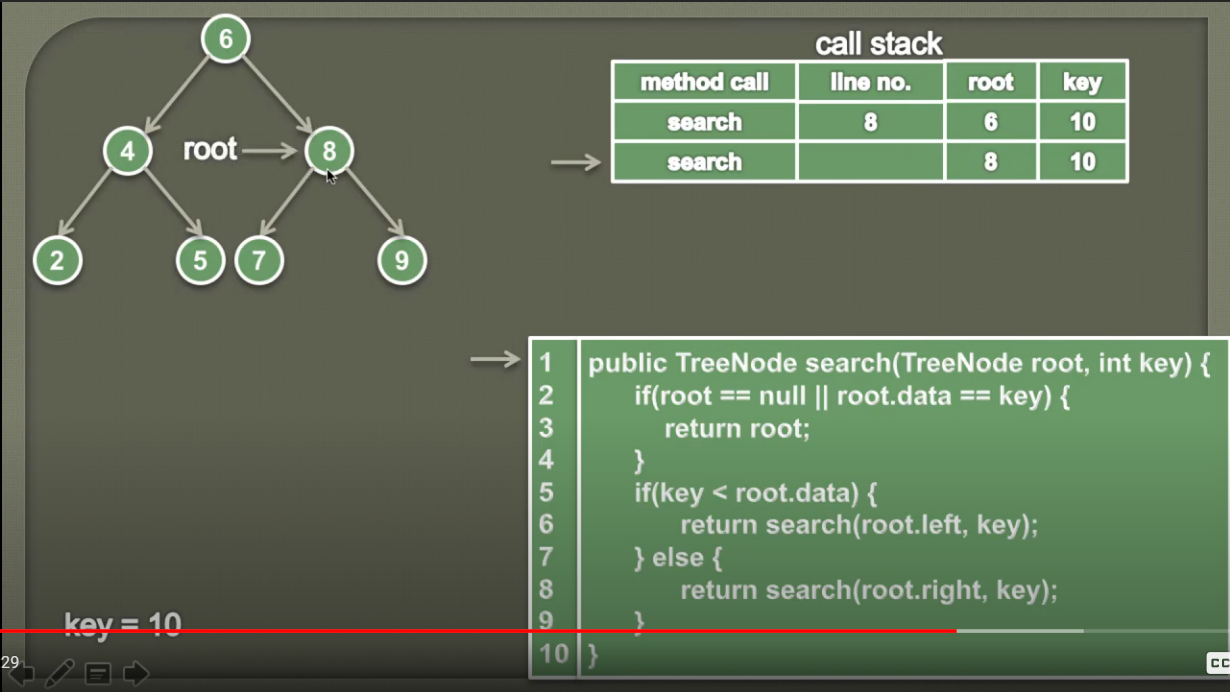 6
4
root
8
2
5
7
9
call stack
method call line no. root key
search 8 6 10
search 8 10
1 public TreeNode search(TreeNode root, int key) {
2 if(root == null || root.data == key) {
3 return root;
4 }
5 if(key < root.data) {
6 return search(root.left, key);
7 } else {
8 return search(root.right, key);
9 }
10 }
key = 10
29
CC